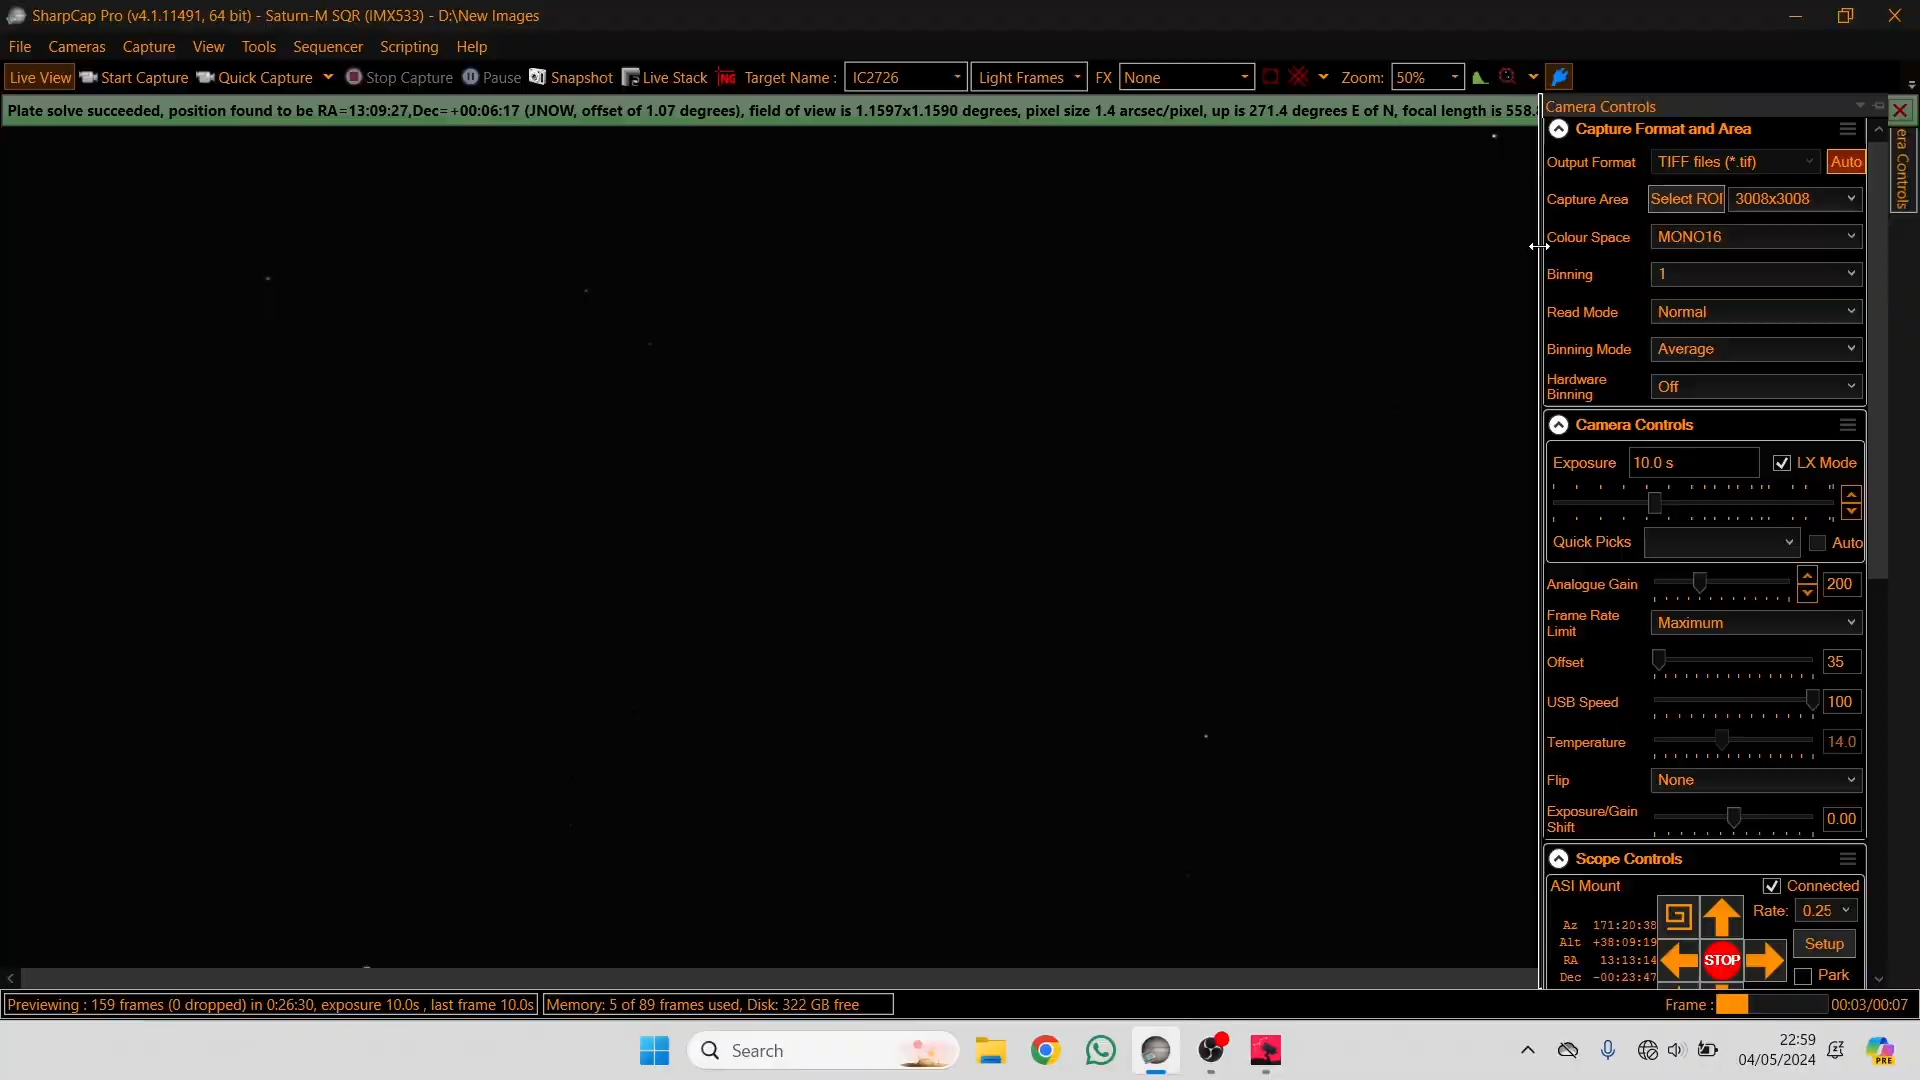 SharpCap Pro (v4.1.11491, 64 bit) - Saturn-M SQR (IMX533) - D:\New Images
File Cameras Capture View Tools Sequencer Scripting Help
Live View Start Capture Quick Capture Stop Capture Pause Snapshot Live Stack NG Target Name : IC2726 Light Frames FX None Zoom: 50%
Plate solve succeeded, position found to be RA=13:09:27,Dec=+00:06:17 (JNOW, offset of 1.07 degrees), field of view is 1.1597x1.1590 degrees, pixel size 1.4 arcsec/pixel, up is 271.4 degrees E of N, focal length is 558.
Camera Controls
era Controls
Capture Format and Area
Output Format TIFF files (*.tif) Auto
Capture Area Select ROI 3008x3008
Colour Space MONO16
Binning 1
Read Mode Normal
Binning Mode Average
Hardware
Binning Off
Camera Controls
Exposure 10.0 s LX Mode
Quick Picks Auto
Analogue Gain 200
Frame Rate
Limit Maximum
Offset 35
USB Speed 100
Temperature 14.0
Flip None
Exposure/Gain
Shift 0.00
Scope Controls
ASI Mount Connected
Rate: 0.25
Az 171:20:38
Alt +38:09:19
RA 13:13:14
Dec -00:23:47
STOP
Setup
Park
Previewing : 159 frames (0 dropped) in 0:26:30, exposure 10.0s , last frame 10.0s Memory: 5 of 89 frames used, Disk: 322 GB free Frame : 00:03/00:07
Search
22:59
04/05/2024
PRE